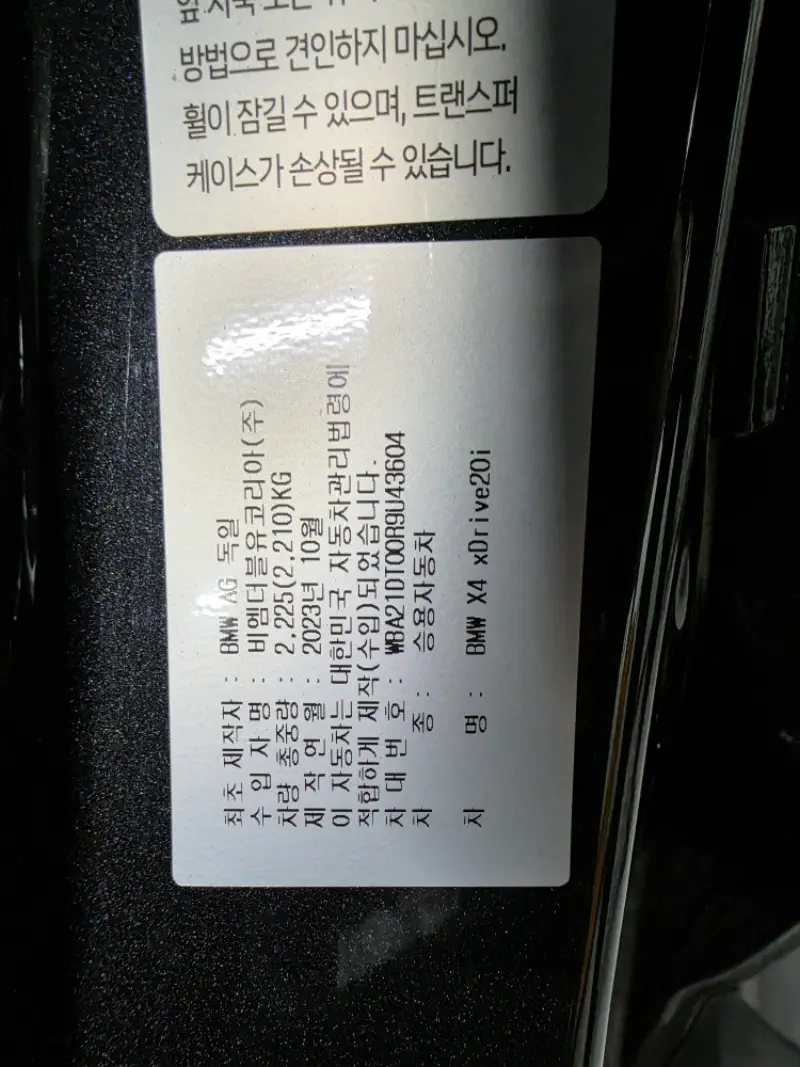 방법으로 견인하지 마십시오.
휠이 잠길 수 있으며, 트랜스퍼
케이스가 손상될 수 있습니다.
최초 제작자 : BMW AG 독일
수 입 자 명 : 비엠더블유코리아(주)
차량 총중량 : 2,225(2,210)KG
제 작 연 월 : 2023년 10월
이 자동차는 대한민국 자동차관리법령에
적합하게 제작(수입)되었습니다.
차 대 번 호 : WBA21DT00R9U43604
차 종 : 승용자동차
차 명 : BMW X4 xDrive20i